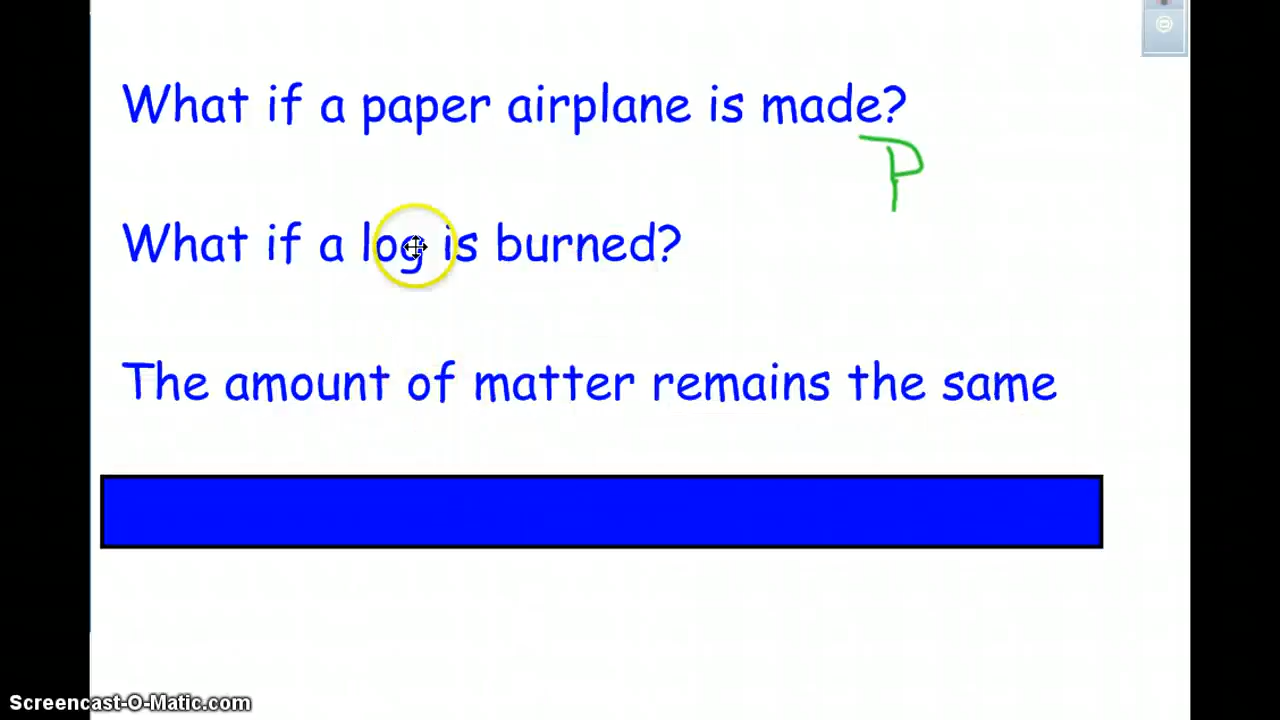 What if a paper airplane is made?
P
What if a log is burned?
The amount of matter remains the same
Screencast-O-Matic.com